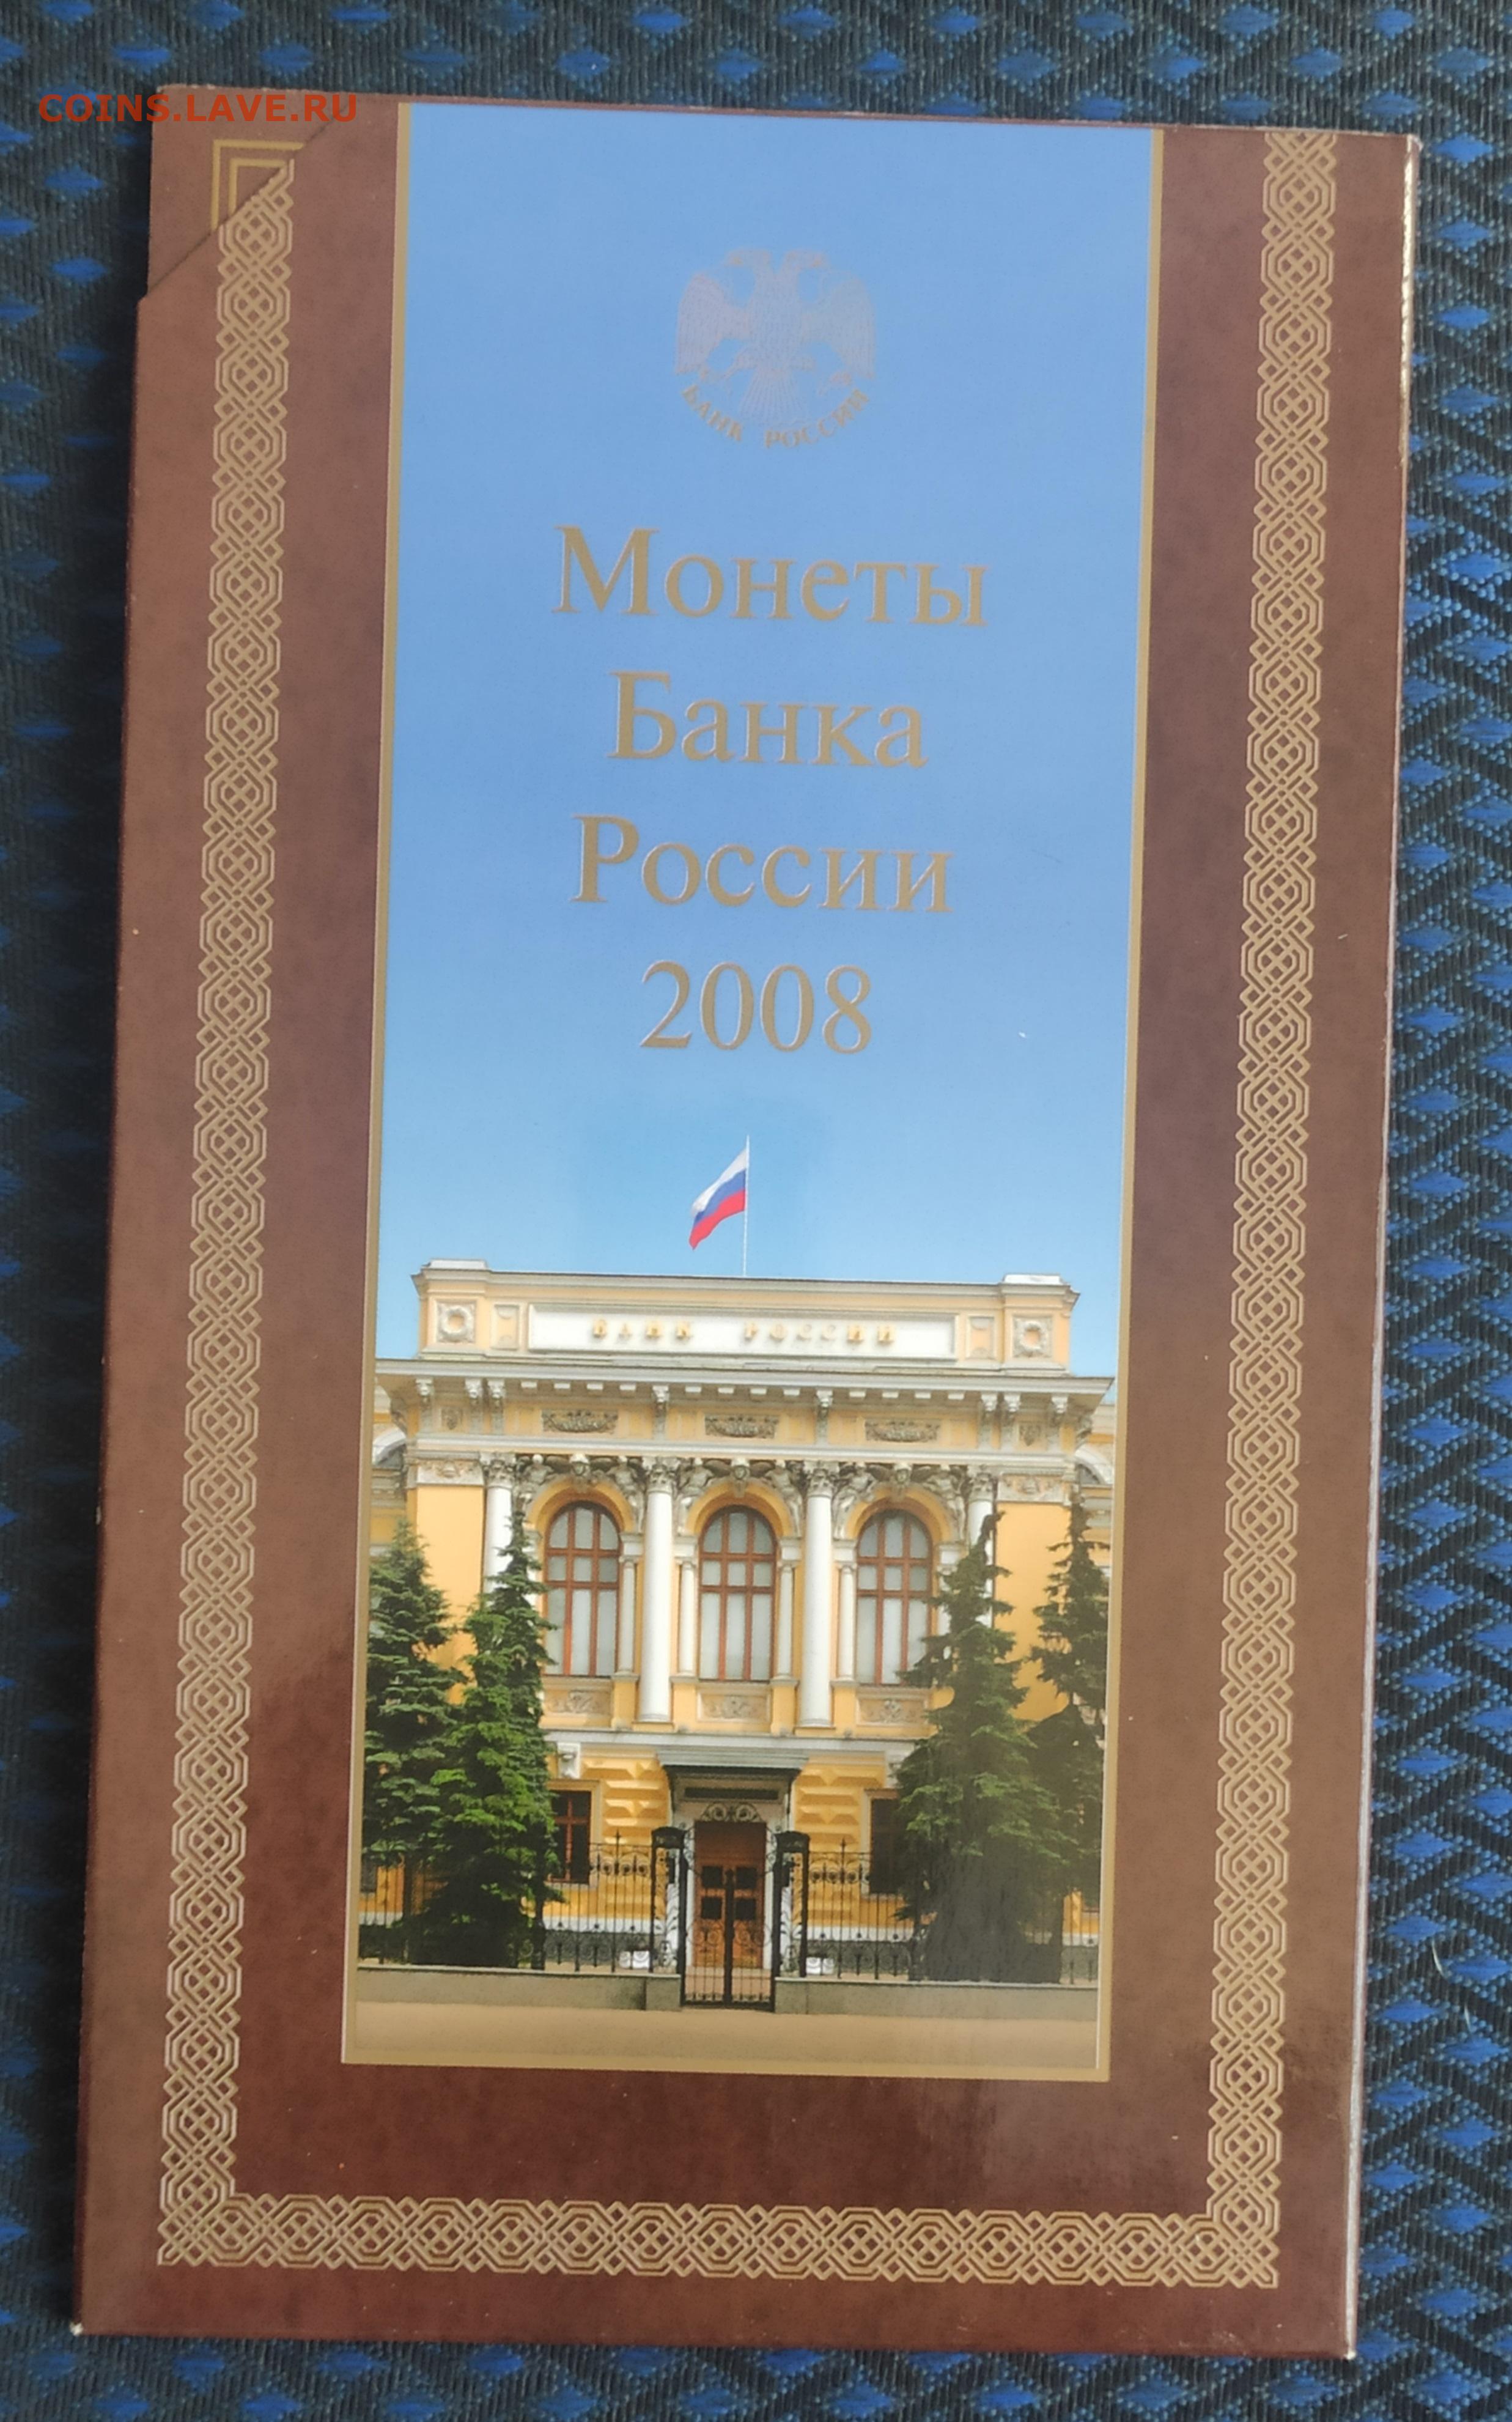 COINS.LAVE.RU
БАНК РОССИИ
Монеты
Банка
России
2008
БАНК РОССИИ